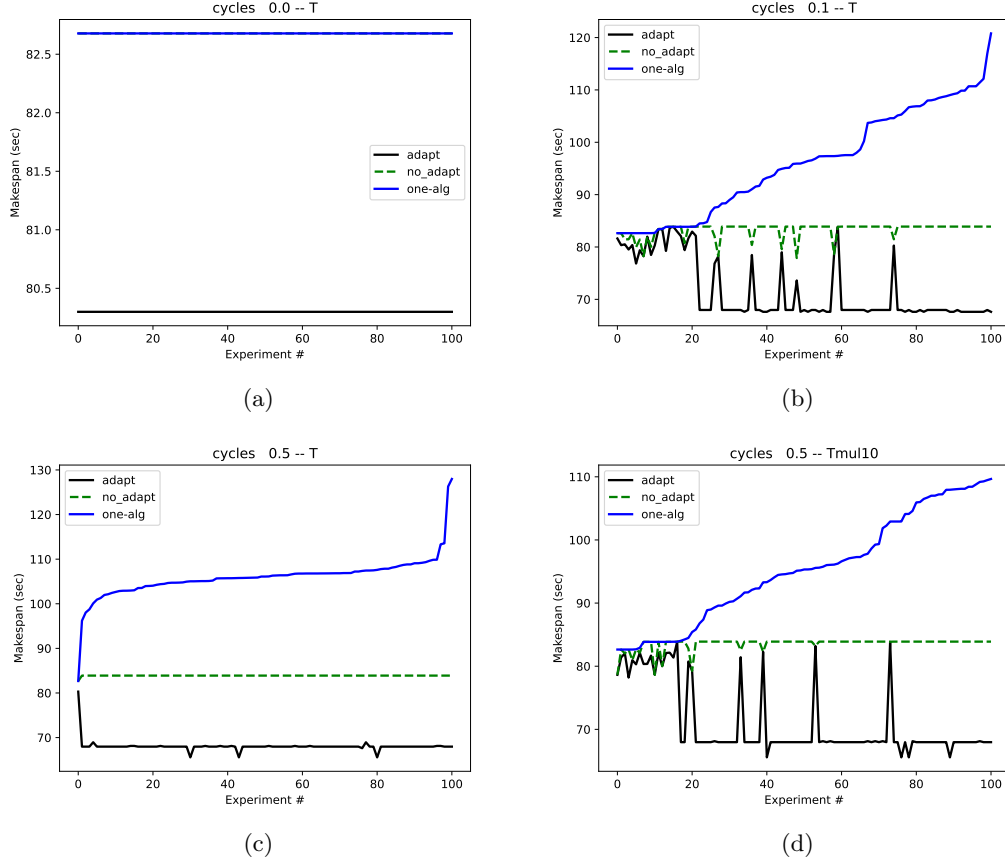 cycles 0.0 -- T
82.5
82.0
81.5
81.0
80.5
Makespan (sec)
adapt
no_adapt
one-alg
0 20 40 60 80 100
Experiment #
(a)
cycles 0.1 -- T
120
110
100
90
80
70
Makespan (sec)
adapt
no_adapt
one-alg
0 20 40 60 80 100
Experiment #
(b)
cycles 0.5 -- T
130
120
110
100
90
80
70
Makespan (sec)
adapt
no_adapt
one-alg
0 20 40 60 80 100
Experiment #
(c)
cycles 0.5 -- Tmul10
110
100
90
80
70
Makespan (sec)
adapt
no_adapt
one-alg
0 20 40 60 80 100
Experiment #
(d)